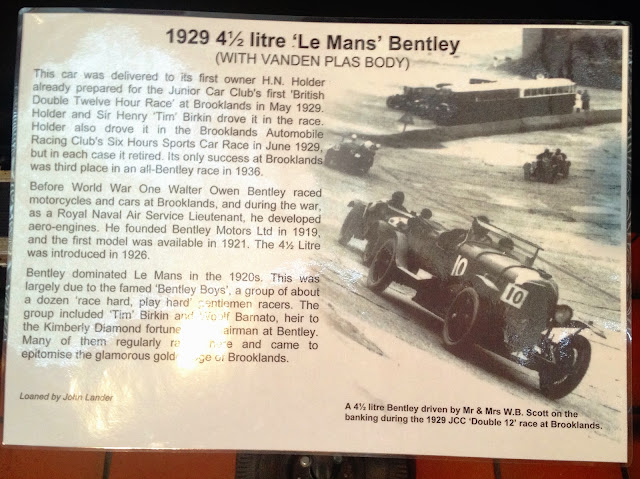 1929 4½ litre 'Le Mans' Bentley
(WITH VANDEN PLAS BODY)
This car was delivered to its first owner H.N. Holder
already prepared for the Junior Car Club's first 'British
Double Twelve Hour Race' at Brooklands in May 1929.
Holder and Sir Henry 'Tim' Birkin drove it in the race.
Holder also drove it in the Brooklands Automobile
Racing Club's Six Hours Sports Car Race in June 1929,
but in each case it retired. Its only success at Brooklands
was third place in an all-Bentley race in 1936.
Before World War One Walter Owen Bentley raced
motorcycles and cars at Brooklands, and during the war,
as a Royal Naval Air Service Lieutenant, he developed
aero-engines. He founded Bentley Motors Ltd in 1919,
and the first model was available in 1921. The 4½ Litre
was introduced in 1926.
Bentley dominated Le Mans in the 1920s. This was
largely due to the famed 'Bentley Boys', a group of about
a dozen 'race hard, play hard' gentlemen racers. The
group included 'Tim' Birkin and Barnato, heir to
the Kimberly Diamond fortune at Bentley.
Many of them regularly and came to
epitomise the glamorous of Brooklands.
Loaned by John Lander
A 4½ litre Bentley driven by Mr & Mrs W.B. Scott on the
banking during the 1929 JCC 'Double 12' race at Brooklands.
10
10